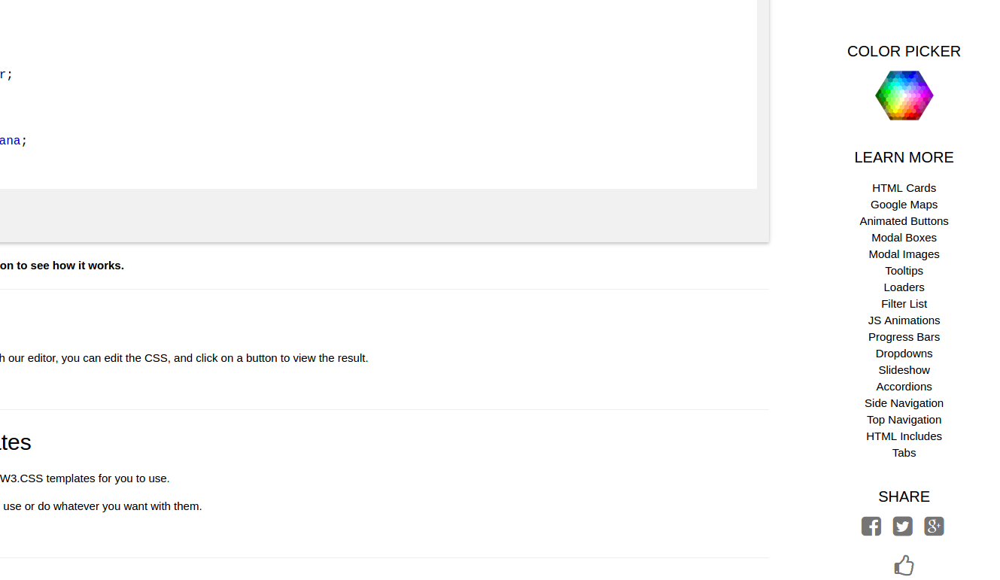 r;
ana;
on to see how it works.
h our editor, you can edit the CSS, and click on a button to view the result.
tes
W3.CSS templates for you to use.
use or do whatever you want with them.
COLOR PICKER
LEARN MORE
HTML Cards
Google Maps
Animated Buttons
Modal Boxes
Modal Images
Tooltips
Loaders
Filter List
JS Animations
Progress Bars
Dropdowns
Slideshow
Accordions
Side Navigation
Top Navigation
HTML Includes
Tabs
SHARE